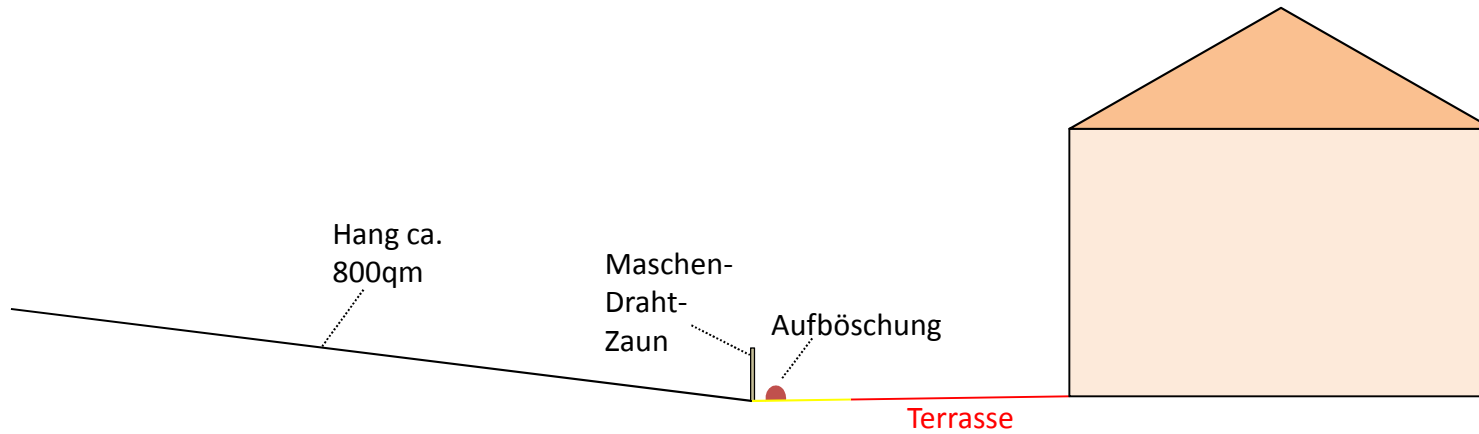 Hang ca.
800qm
Maschen-
Draht-
Zaun
Aufböschung
Terrasse